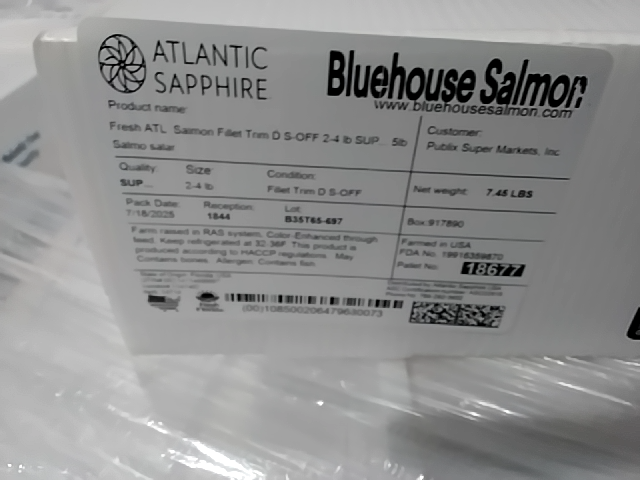 ATLANTIC
SAPPHIRE
Bluehouse Salmon
www.bluehousesalmon.com
Product name:
Fresh ATL Salmon Fillet Trim D S-OFF 2-4 lb SUP... 5lb
Salmo salar
Customer:
Publix Super Markets, Inc
Quality: Size: Condition:
SUP... 2-4 lb Fillet Trim D S-OFF
Net weight: 7.45 LBS
Pack Date: Reception: Lot:
7/18/2025 1844 B35T65-697
Box:917890
Farm raised in RAS system, Color-Enhanced through
feed. Keep refrigerated at 32-36F. This product is
produced according to HACCP regulations. May
Contains bones. Allergen: Contains fish.
Farmed in USA
FDA No.
Pallet No: 18677
(00)108500206479630073